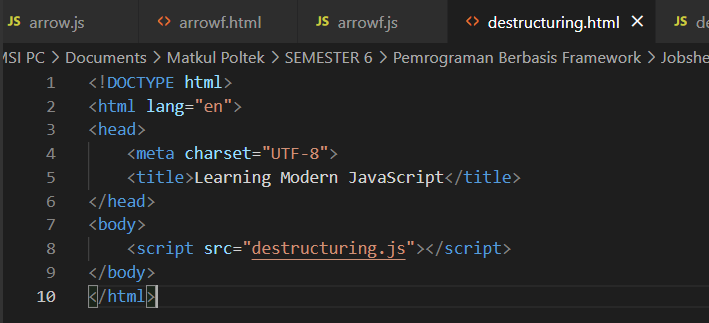 JS arrow.js <> arrowf.html JS arrowf.js <> destructuring.html × JS
MSI PC > Documents > Matkul Poltek > SEMESTER 6 > Pemrograman Berbasis Framework > Jobshe
1 <!DOCTYPE html>
2 <html lang="en">
3 <head>
4 <meta charset="UTF-8">
5 <title>Learning Modern JavaScript</title>
6 </head>
7 <body>
8 <script src="destructuring.js"></script>
9 </body>
10 </html>